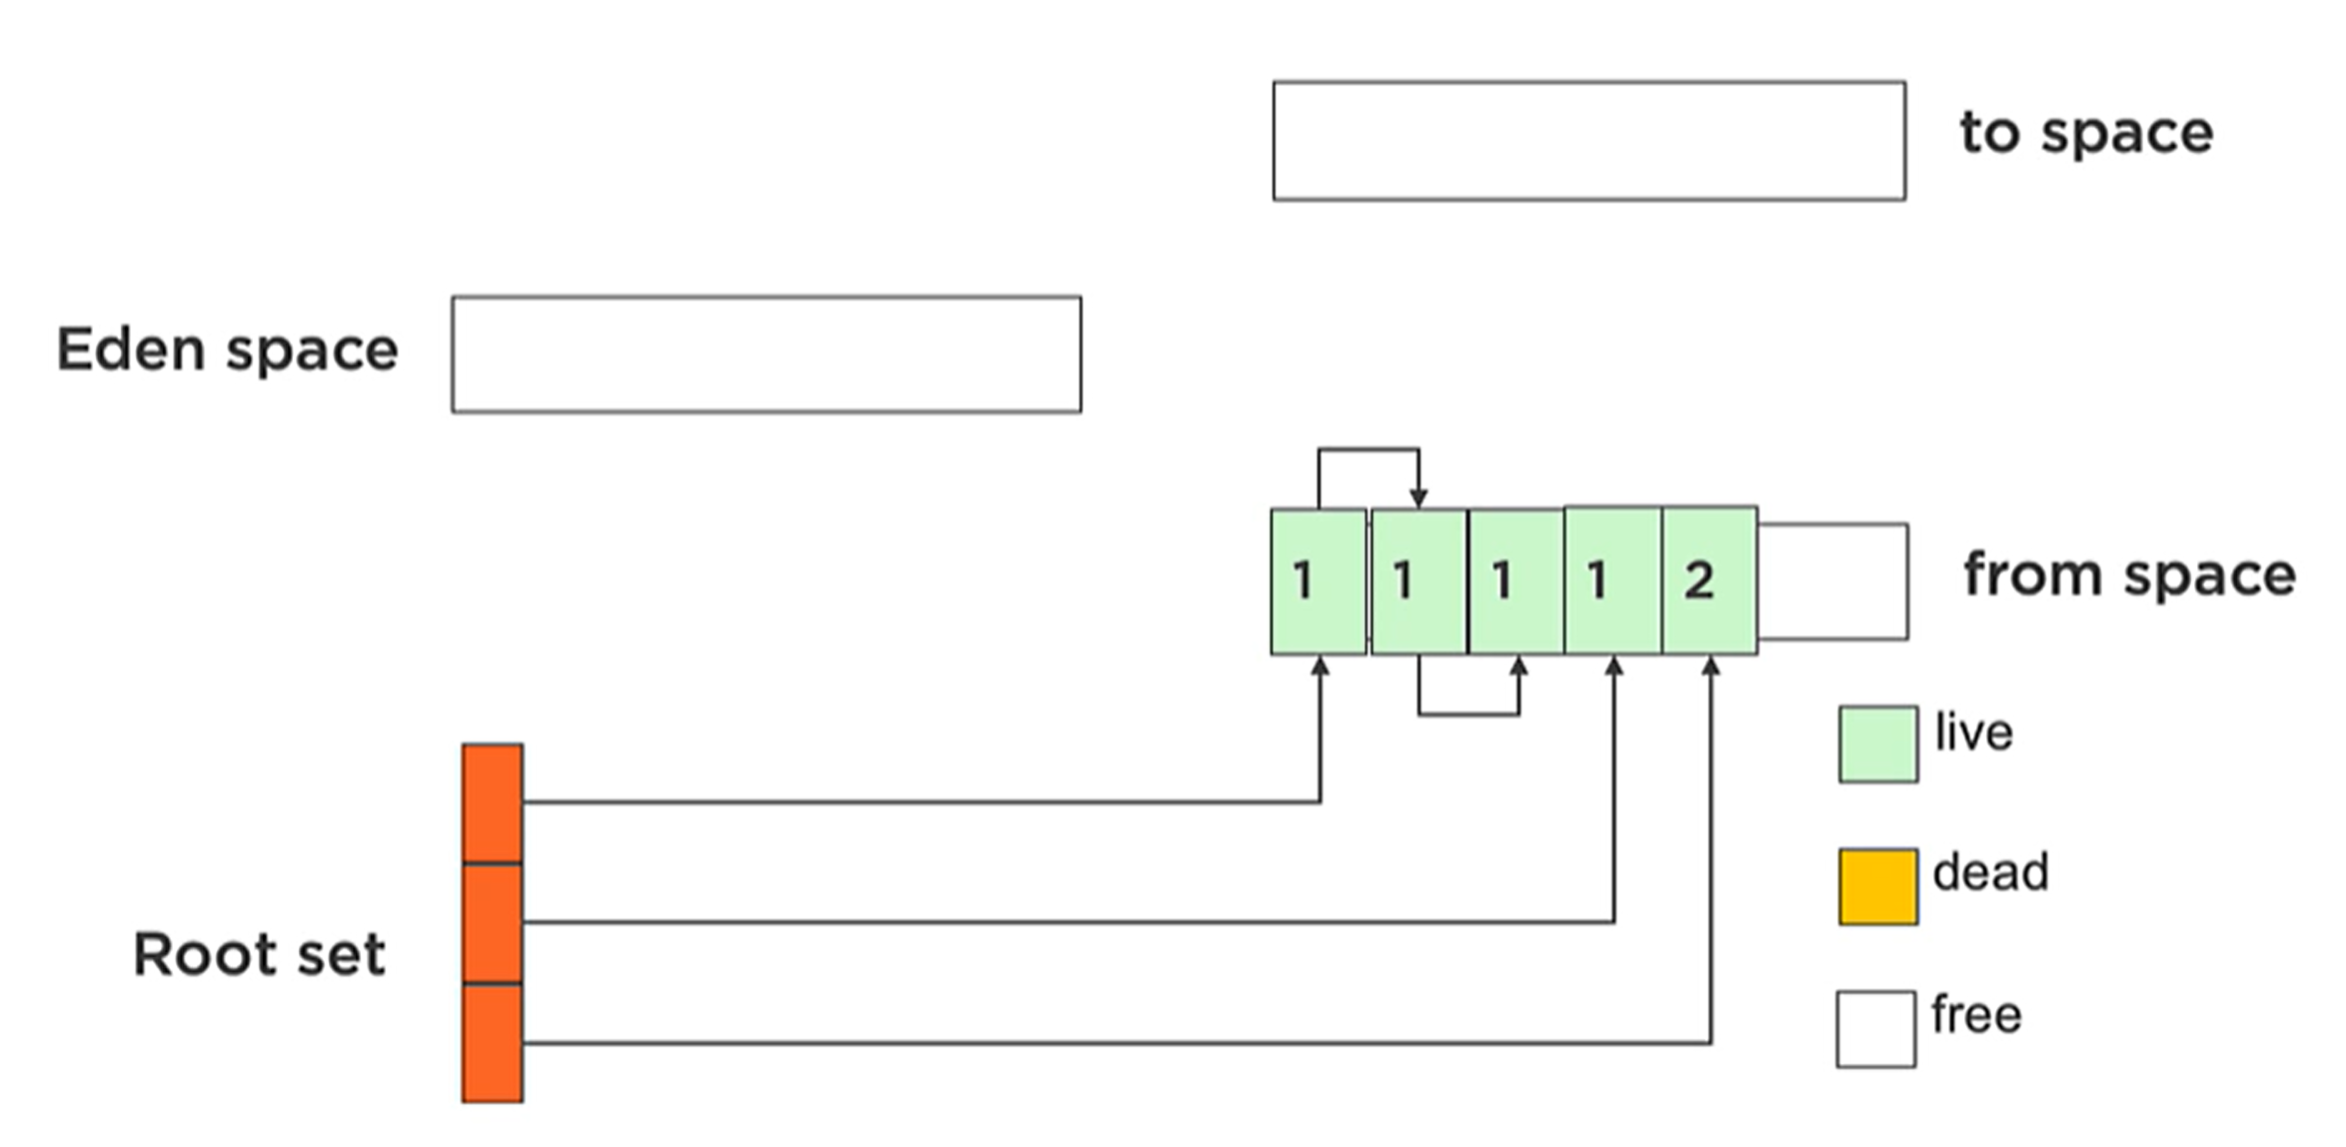 to space
Eden space
1 1 1 1 2
from space
live
dead
Root set
free